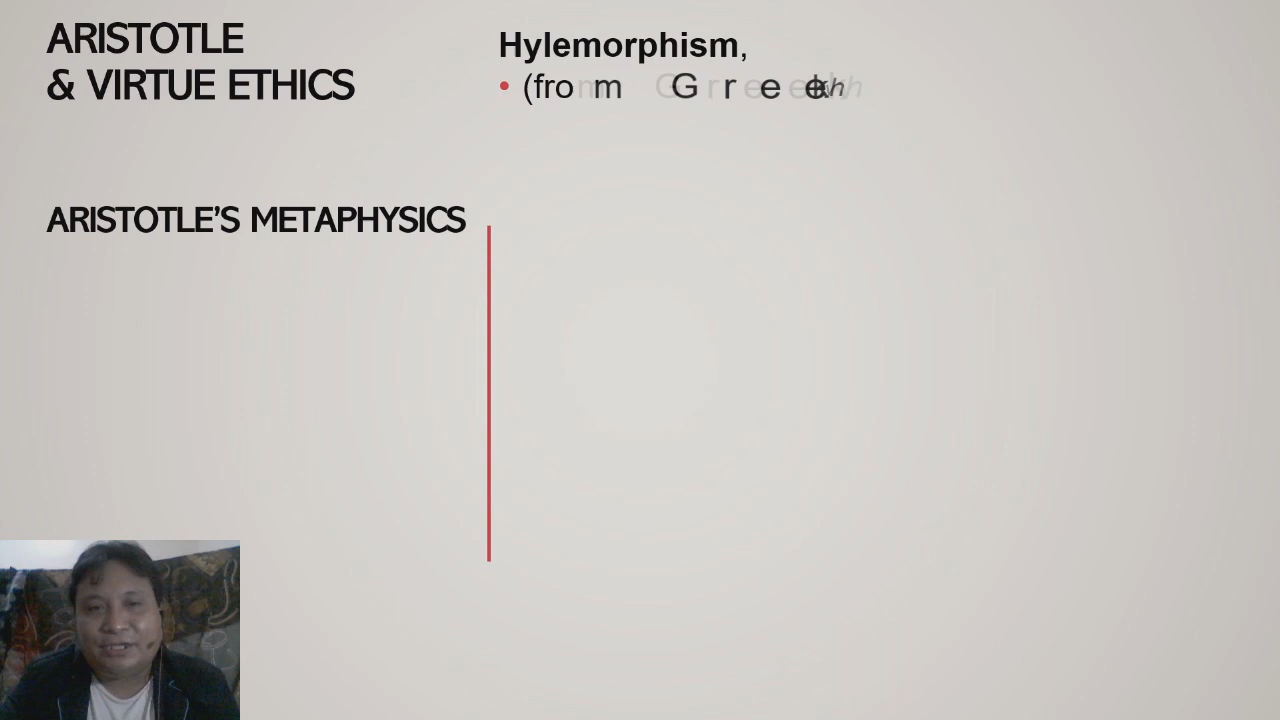 ARISTOTLE
& VIRTUE ETHICS
ARISTOTLE'S METAPHYSICS
Hylemorphism,
• (from Greek